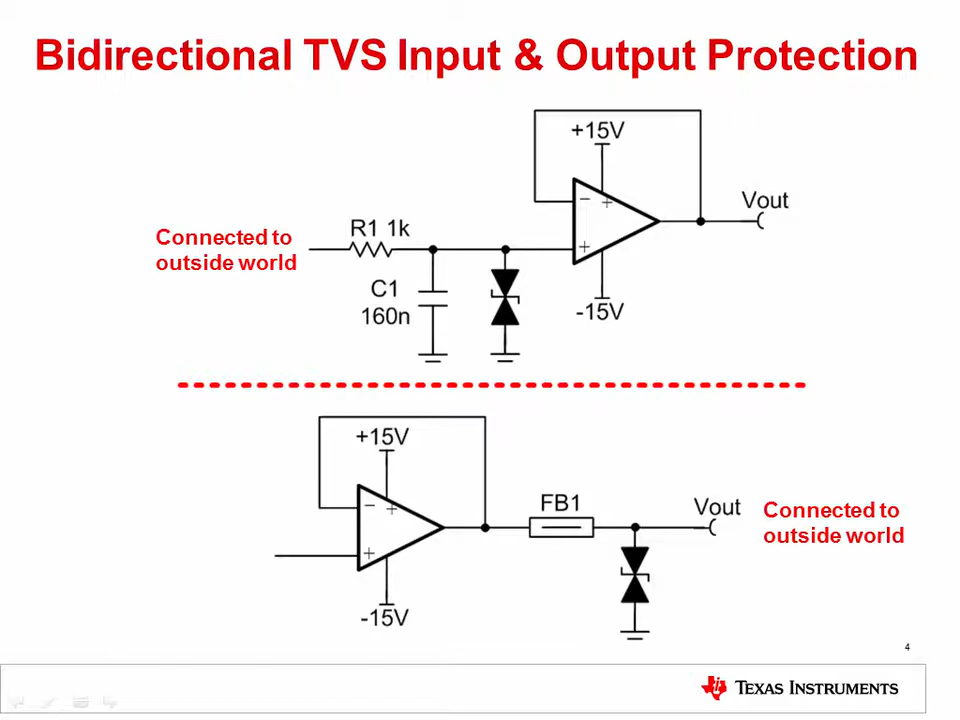 Bidirectional TVS Input & Output Protection
+15V
Vout
R1 1k
Connected to
outside world
C1
160n
-15V
+15V
FB1
Vout
Connected to
outside world
-15V
4
TEXAS INSTRUMENTS